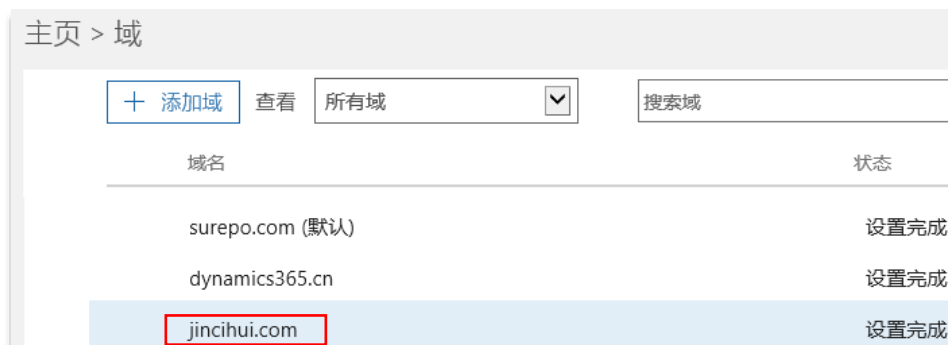 主页 > 域
+ 添加域 查看 所有域 搜索域
域名 状态
surepo.com (默认) 设置完成
dynamics365.cn 设置完成
jincihui.com 设置完成